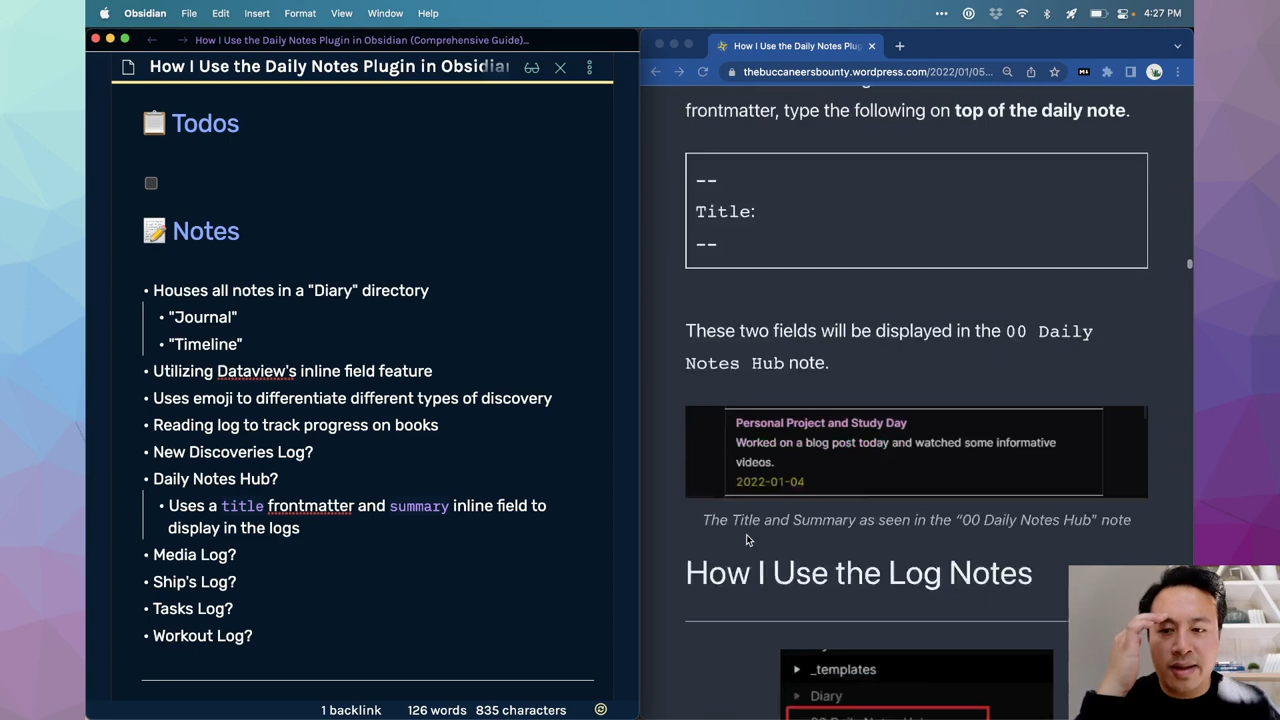 Obsidian File Edit Insert Format View Window Help 4:27 PM
How I Use the Daily Notes Plugin in Obsidian (Comprehensive Guide)...
How I Use the Daily Notes Plugin in Obsidian
📋 Todos
📝 Notes
• Houses all notes in a "Diary" directory
• "Journal"
• "Timeline"
• Utilizing Dataview's inline field feature
• Uses emoji to differentiate different types of discovery
• Reading log to track progress on books
• New Discoveries Log?
• Daily Notes Hub?
• Uses a title frontmatter and summary inline field to
display in the logs
• Media Log?
• Ship's Log?
• Tasks Log?
• Workout Log?
1 backlink 126 words 835 characters
How I Use the Daily Notes Plug
thebuccaneersbounty.wordpress.com/2022/01/05...
frontmatter, type the following on top of the daily note.
--
Title:
--
These two fields will be displayed in the 00 Daily
Notes Hub note.
Personal Project and Study Day
Worked on a blog post today and watched some informative
videos.
2022-01-04
The Title and Summary as seen in the “00 Daily Notes Hub" note
How I Use the Log Notes
_templates
Diary